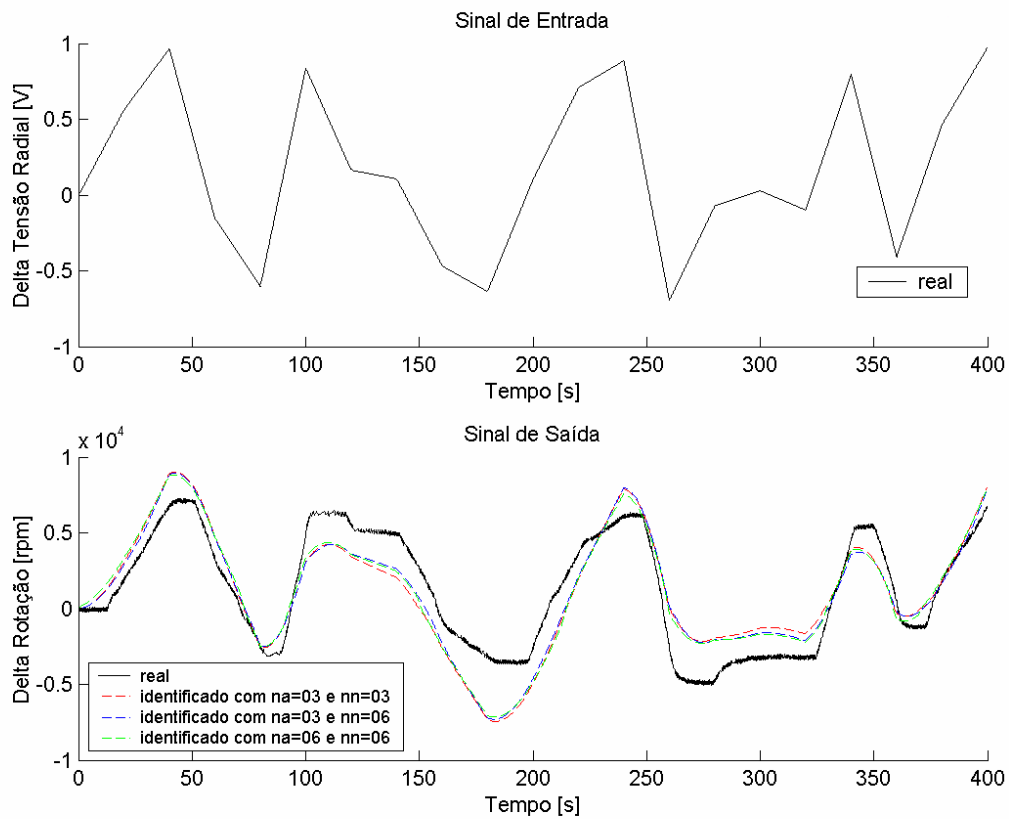 Sinal de Entrada
Delta Tensão Radial [V]
1
0.5
0
-0.5
-1
real
0 50 100 150 200 250 300 350 400
Tempo [s]
Sinal de Saída
x 10^4
Delta Rotação [rpm]
1
0.5
0
-0.5
-1
real
identificado com na=03 e nn=03
identificado com na=03 e nn=06
identificado com na=06 e nn=06
0 50 100 150 200 250 300 350 400
Tempo [s]